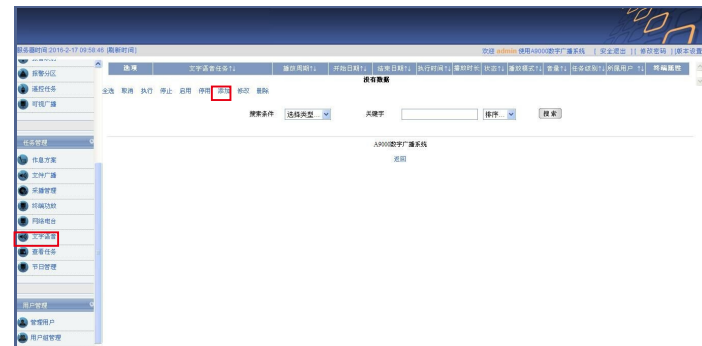 服务器时间:2016-2-17 09:58:46 [刷新时间]
欢迎 admin 使用A9000数字广播系统 | 安全退出 || 修改密码 ||版本设置
报警分区
遥控任务
可视广播
任务管理
作息方案
文件广播
采播管理
终端功放
网络电台
文字语音
查看任务
节日管理
用户管理
管理用户
用户组管理
选 项 文字语音任务↑↓ 播放周期↑↓ 开始日期↑↓ 结束日期↑↓ 执行时间↑↓ 播放时长 状态↑↓ 播放模式↑↓ 音量↑↓ 任务级别↑↓ 所属用户 ↑↓ 终端监控
没有数据
全选 取消 执行 停止 启用 停用 添加 修改 删除
搜索条件 选择类型... 关键字 排序... 搜索
A9000数字广播系统
返回